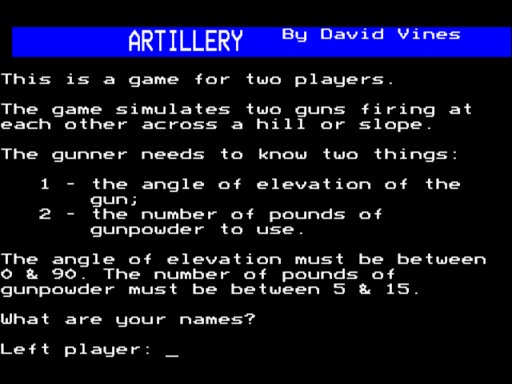 ARTILLERY By David Vines
This is a game for two players.
The game simulates two guns firing at
each other across a hill or slope.
The gunner needs to know two things:
1 - the angle of elevation of the
gun;
2 - the number of pounds of
gunpowder to use.
The angle of elevation must be between
0 & 90. The number of pounds of
gunpowder must be between 5 & 15.
What are your names?
Left player: _